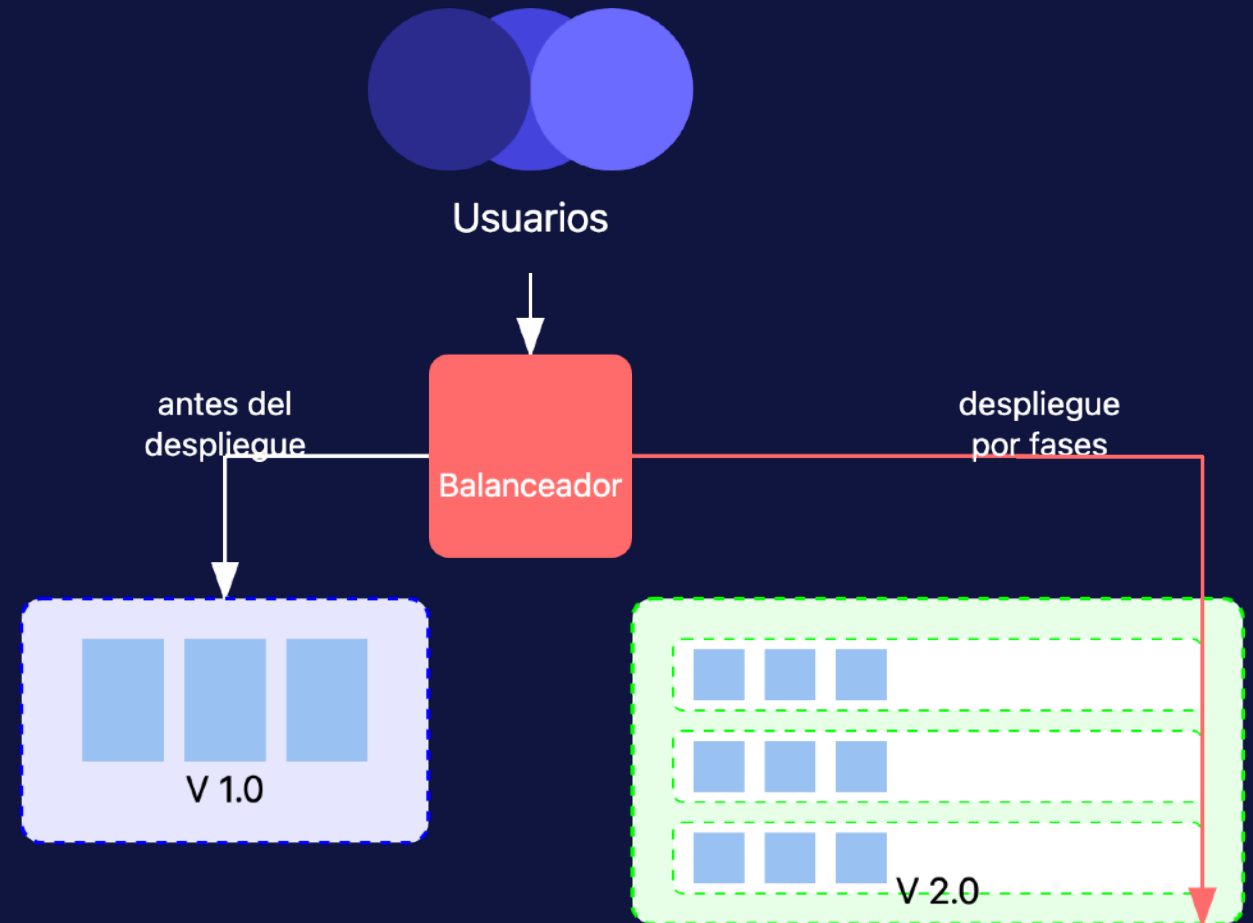 Usuarios
antes del
despliegue
despliegue
por fases
Balanceador
V 1.0
V 2.0